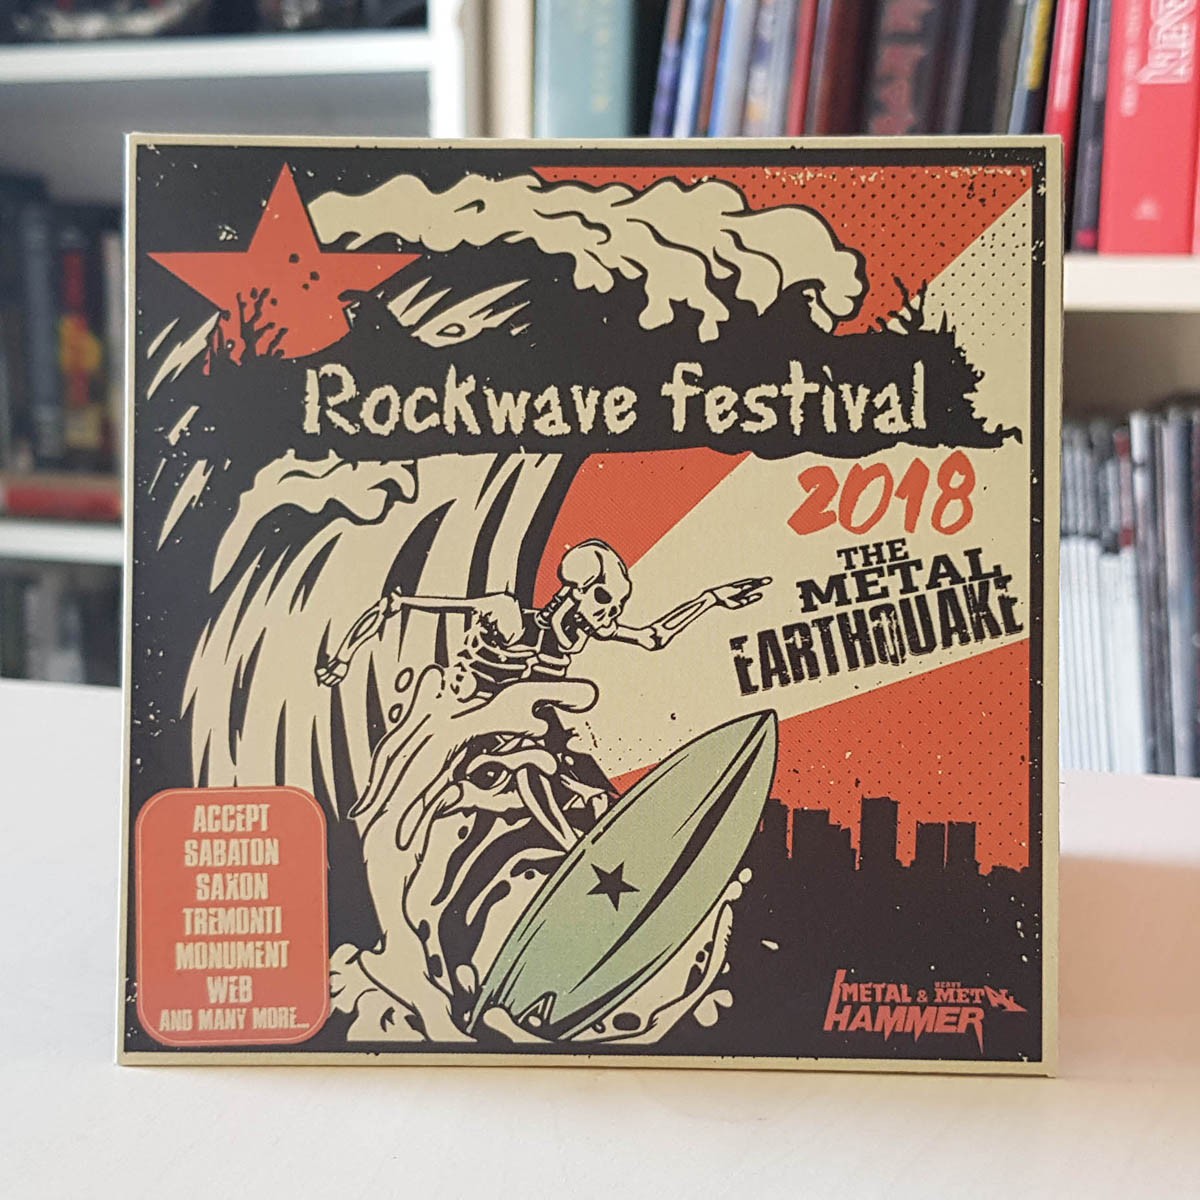 Rockwave festival
2018
THE
METAL
EARTHQUAKE
ACCEPT
SABATON
SAXON
TREMONTI
MONUMENT
WEB
AND MANY MORE...
METAL & HEAVY METAL
HAMMER